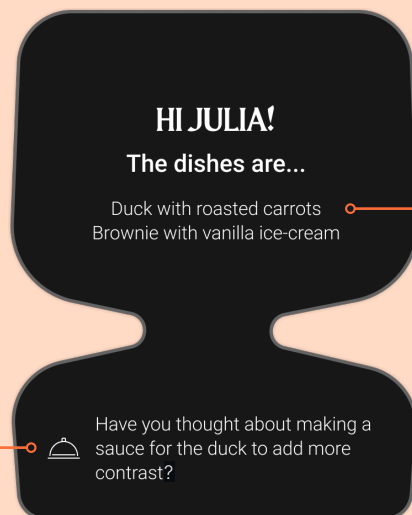 HI JULIA!
The dishes are...
Duck with roasted carrots
Brownie with vanilla ice-cream
Have you thought about making a
sauce for the duck to add more
contrast?